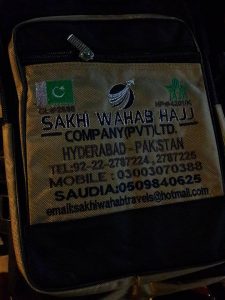 SAKHI WAHAB HAJJ
COMPANY(PVT)LTD.
HYDERABAD - PAKISTAN
TEL:92-22-2787224 , 2787225
MOBILE : 03003070388
SAUDIA:0509840625
email:sakhiwahabtravels@hotmail.com